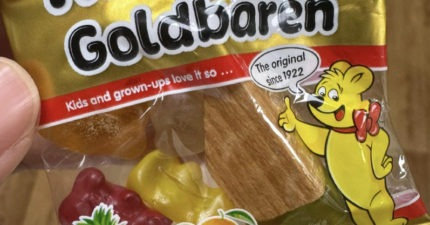 Goldbären
Kids and grown-ups love it so ...
The original
since 1922